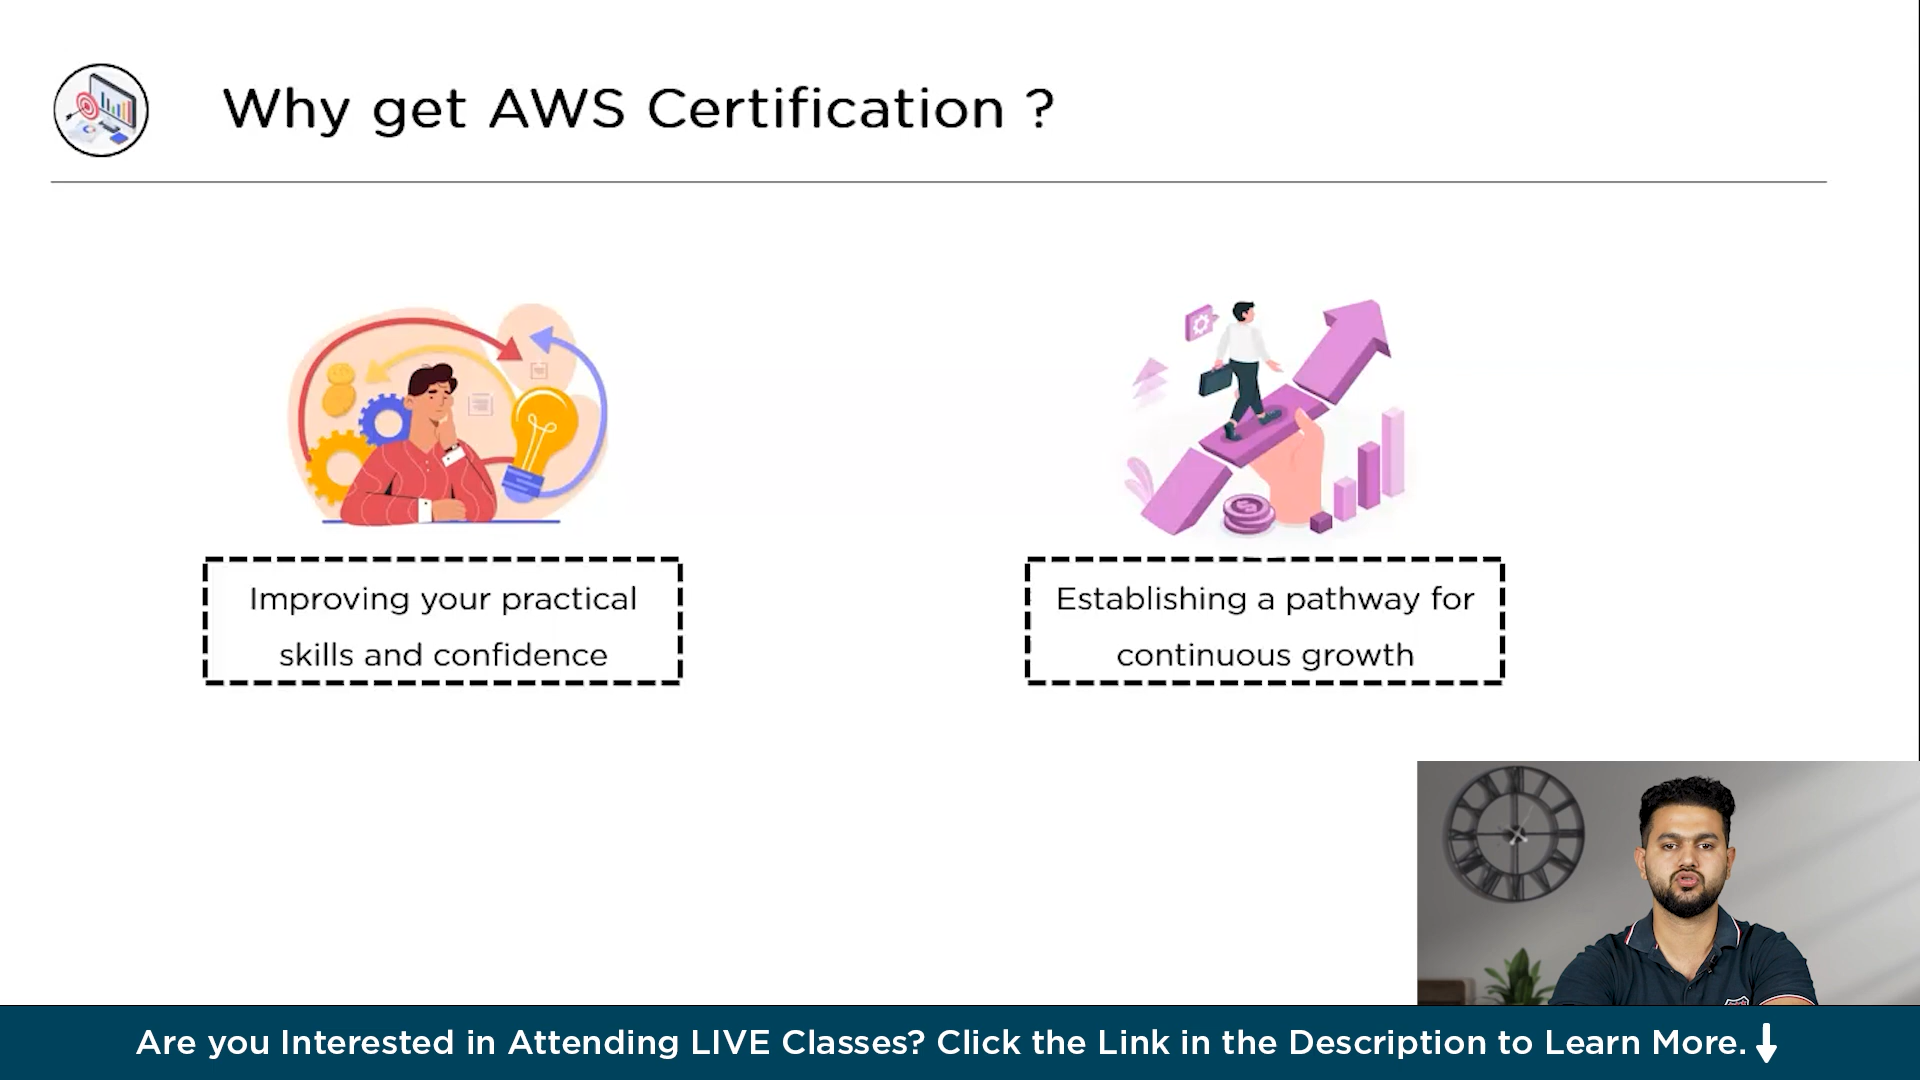 Why get AWS Certification ?
Improving your practical
skills and confidence
Establishing a pathway for
continuous growth
Are you Interested in Attending LIVE Classes? Click the Link in the Description to Learn More.